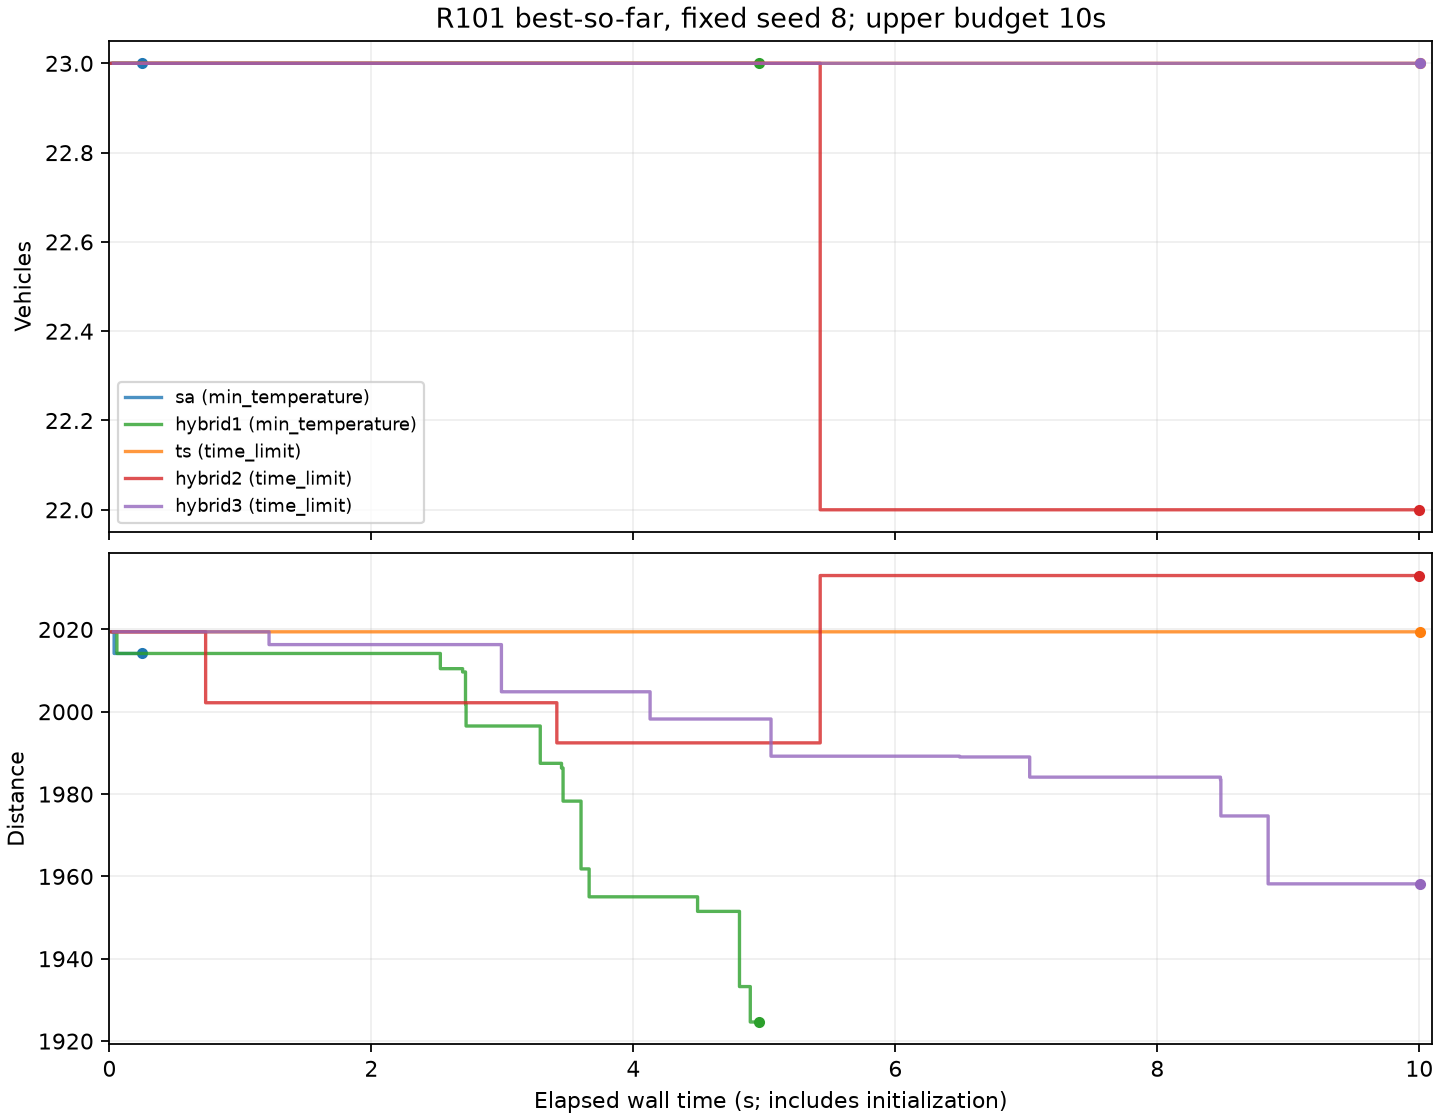 R101 best-so-far, fixed seed 8; upper budget 10s
Vehicles
23.0
22.8
22.6
22.4
22.2
22.0
sa (min_temperature)
hybrid1 (min_temperature)
ts (time_limit)
hybrid2 (time_limit)
hybrid3 (time_limit)
Distance
2020
2000
1980
1960
1940
1920
0 2 4 6 8 10
Elapsed wall time (s; includes initialization)